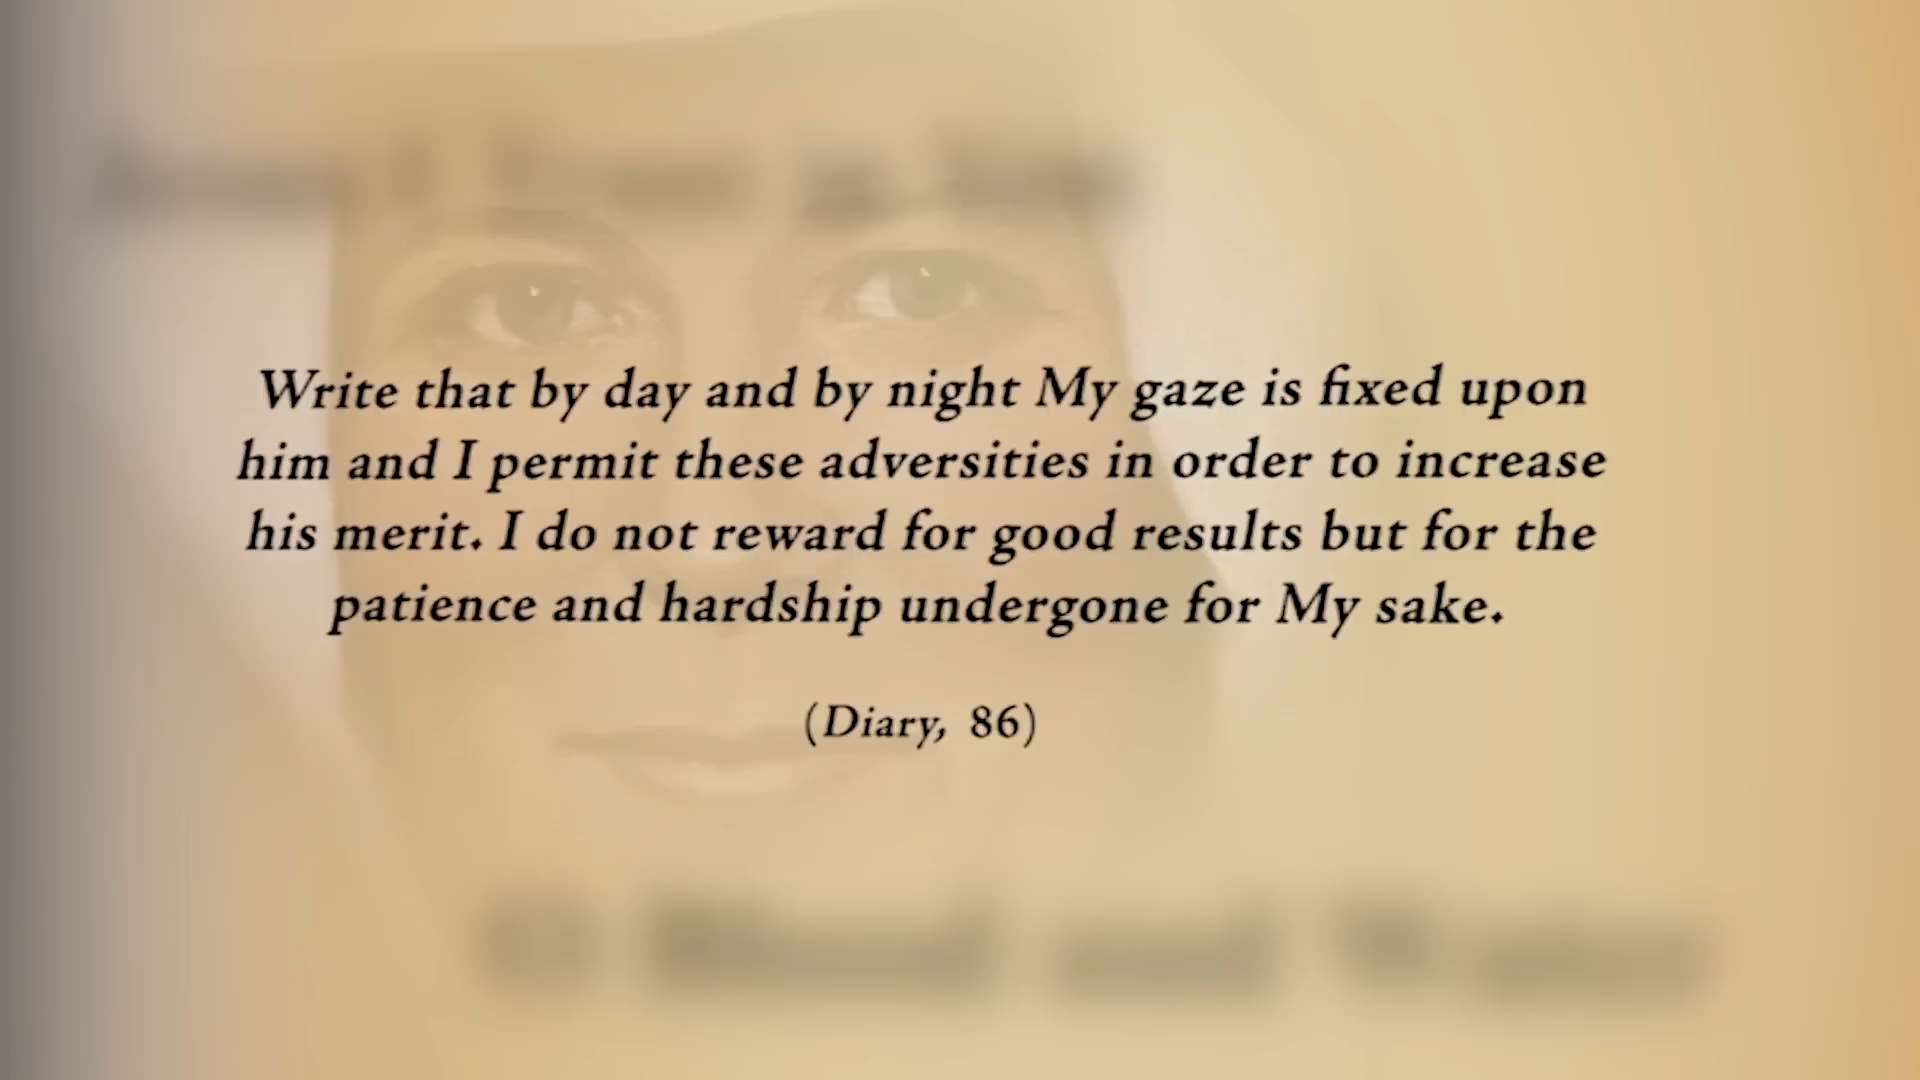 Write that by day and by night My gaze is fixed upon
him and I permit these adversities in order to increase
his merit. I do not reward for good results but for the
patience and hardship undergone for My sake.
(Diary, 86)